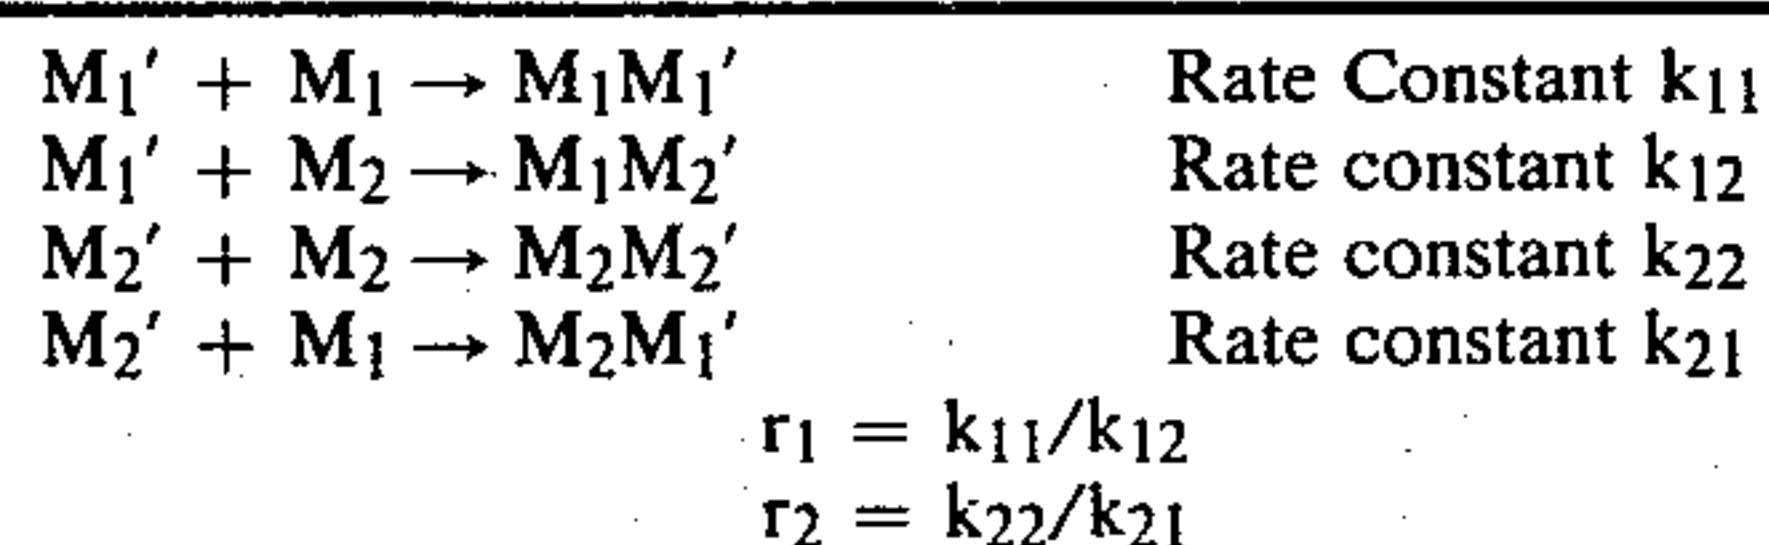 M₁′ + M₁ → M₁M₁′ Rate Constant k₁₁
M₁′ + M₂ → M₁M₂′ Rate constant k₁₂
M₂′ + M₂ → M₂M₂′ Rate constant k₂₂
M₂′ + M₁ → M₂M₁′ Rate constant k₂₁
r₁ = k₁₁/k₁₂
r₂ = k₂₂/k₂₁